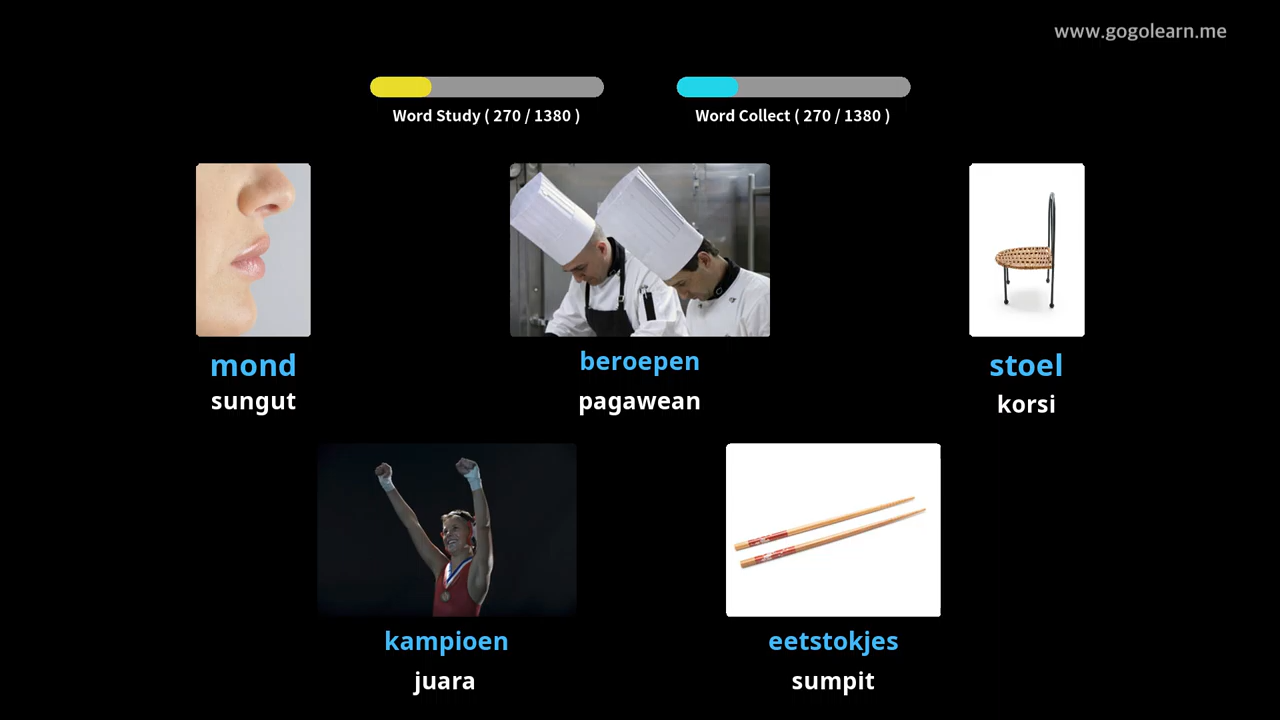 www.gogolearn.me
Word Study ( 270 / 1380 )
Word Collect ( 270 / 1380 )
mond
sungut
beroepen
pagawean
stoel
korsi
kampioen
juara
eetstokjes
sumpit